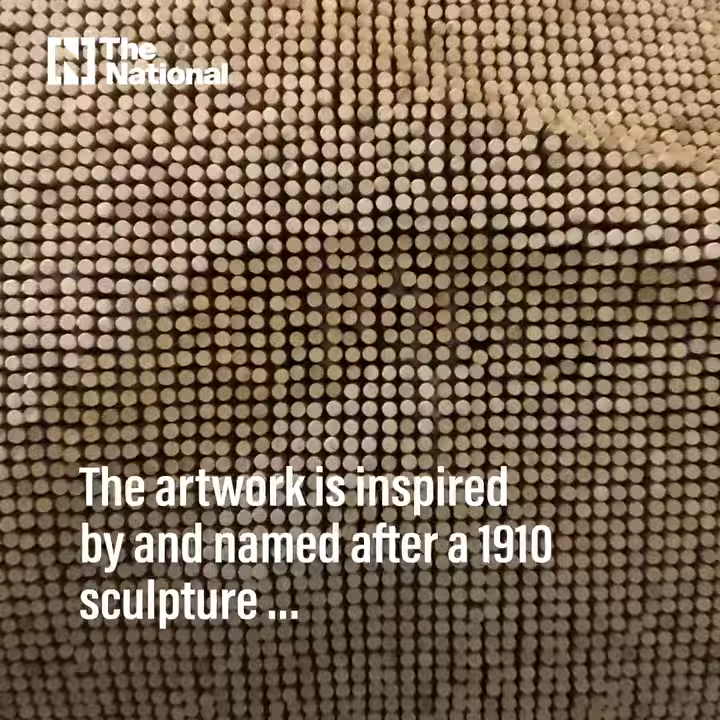 The
National
The artwork is inspired
by and named after a 1910
sculpture ...